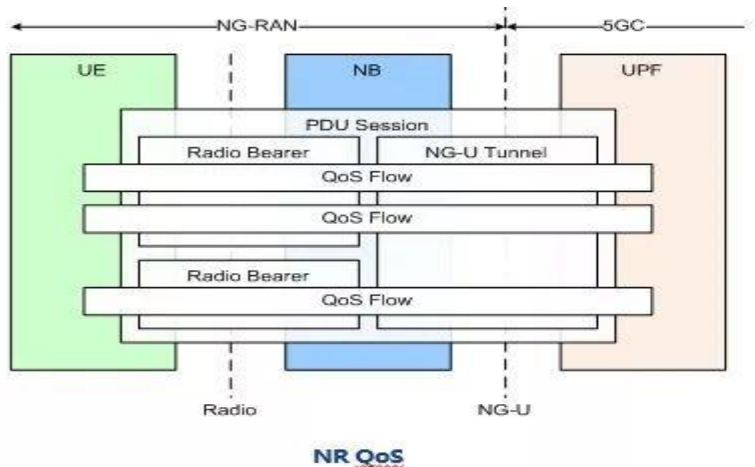 NG-RAN 5GC
UE NB UPF
PDU Session
Radio Bearer NG-U Tunnel
QoS Flow
QoS Flow
Radio Bearer
QoS Flow
Radio NG-U
NR QoS